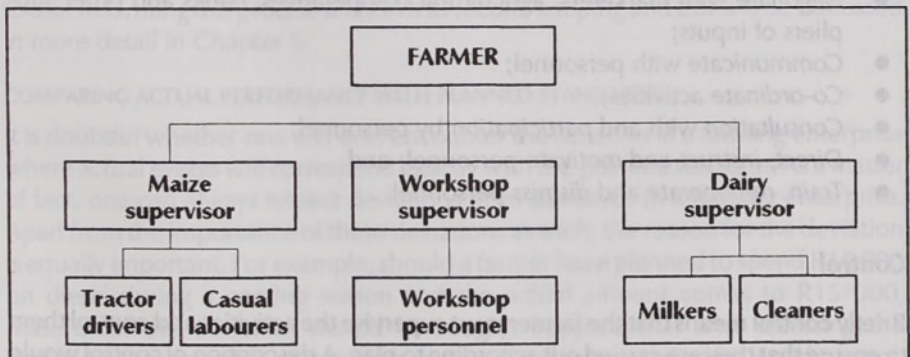 FARMER
Maize Workshop Dairy
supervisor supervisor supervisor
Tractor Casual Workshop Milkers Cleaners
drivers labourers personnel